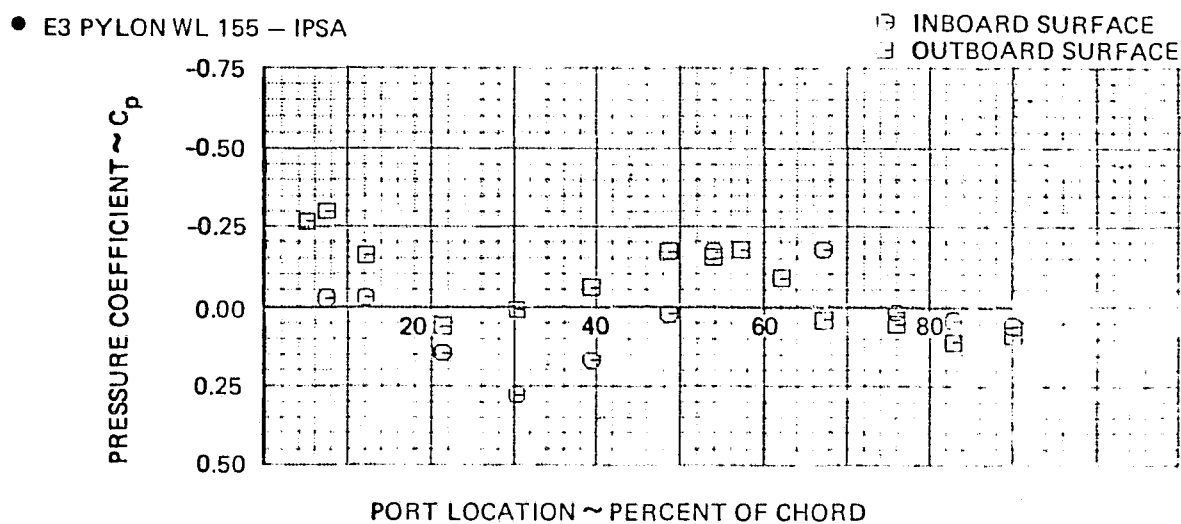 ● E3 PYLON WL 155 – IPSA
INBOARD SURFACE
OUTBOARD SURFACE
PRESSURE COEFFICIENT ~ Cp
-0.75
-0.50
-0.25
0.00
0.25
0.50
20 40 60 80
PORT LOCATION ~ PERCENT OF CHORD